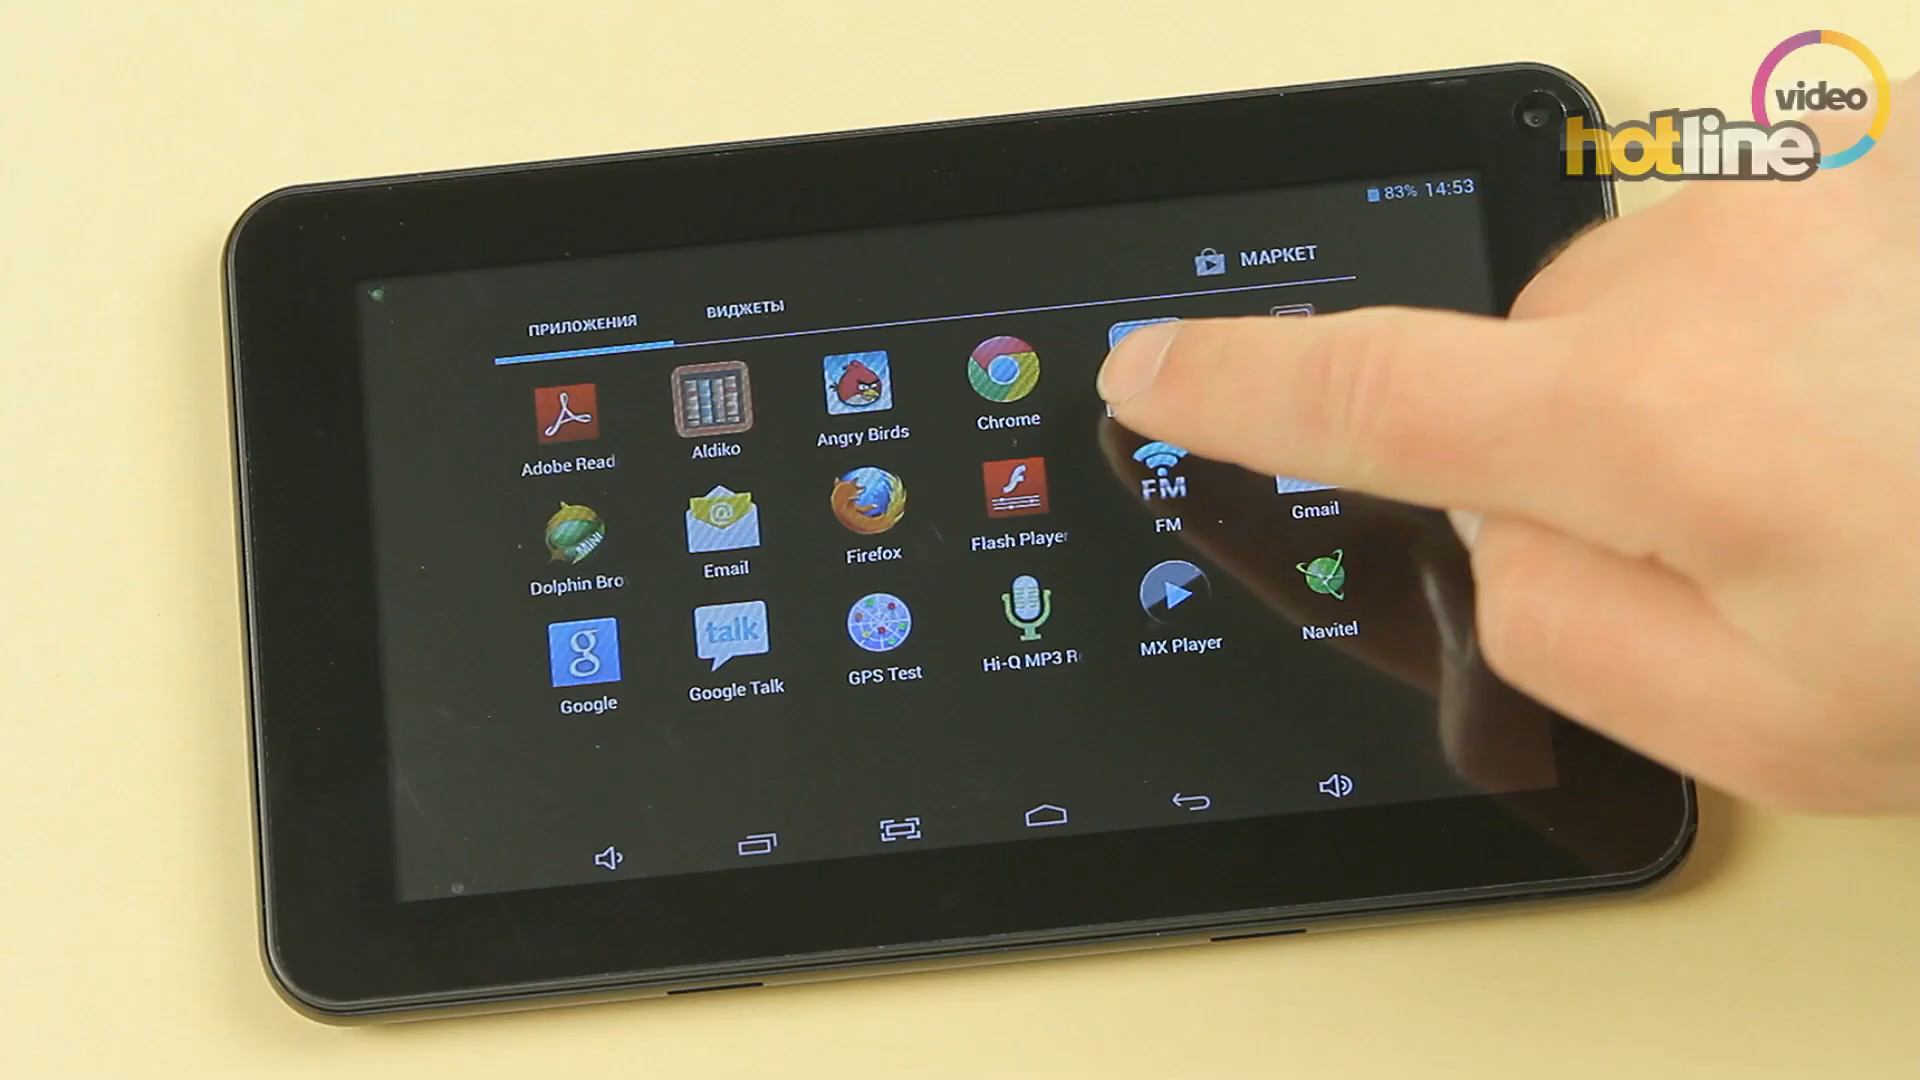 video
hotline
83% 14:53
МАРКЕТ
ПРИЛОЖЕНИЯ ВИДЖЕТЫ
Adobe Read Aldiko Angry Birds Chrome
Dolphin Bro Email Firefox Flash Player FM Gmail
MINI
@
FM
g
talk
Google Google Talk GPS Test Hi-Q MP3 R MX Player Navitel